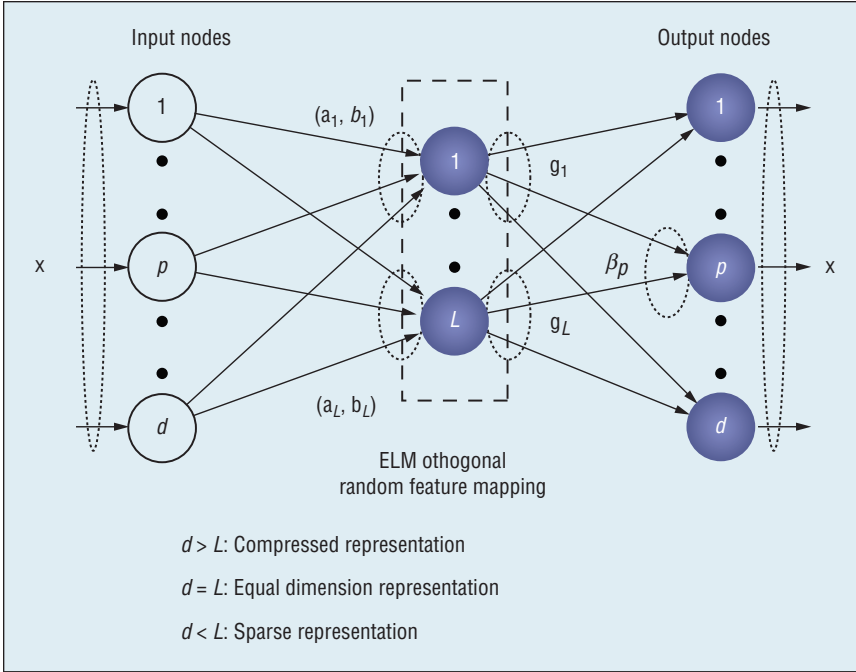 Input nodes
Output nodes
1
(a1, b1)
1
1
g1
x
p
βp
p
x
L
gL
d
(aL, bL)
d
ELM othogonal
random feature mapping
d > L: Compressed representation
d = L: Equal dimension representation
d < L: Sparse representation